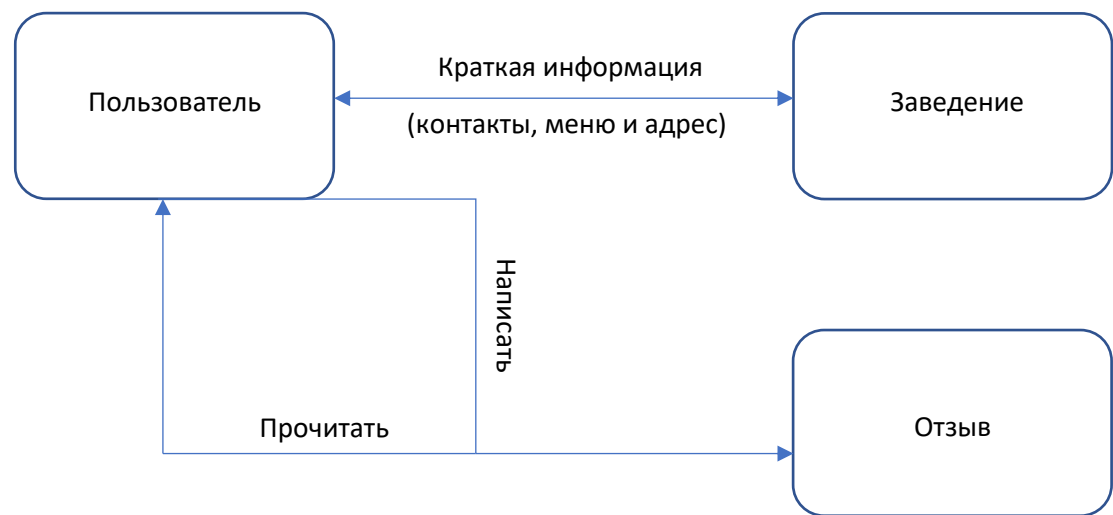 Пользователь
Краткая информация
(контакты, меню и адрес)
Заведение
Написать
Прочитать
Отзыв